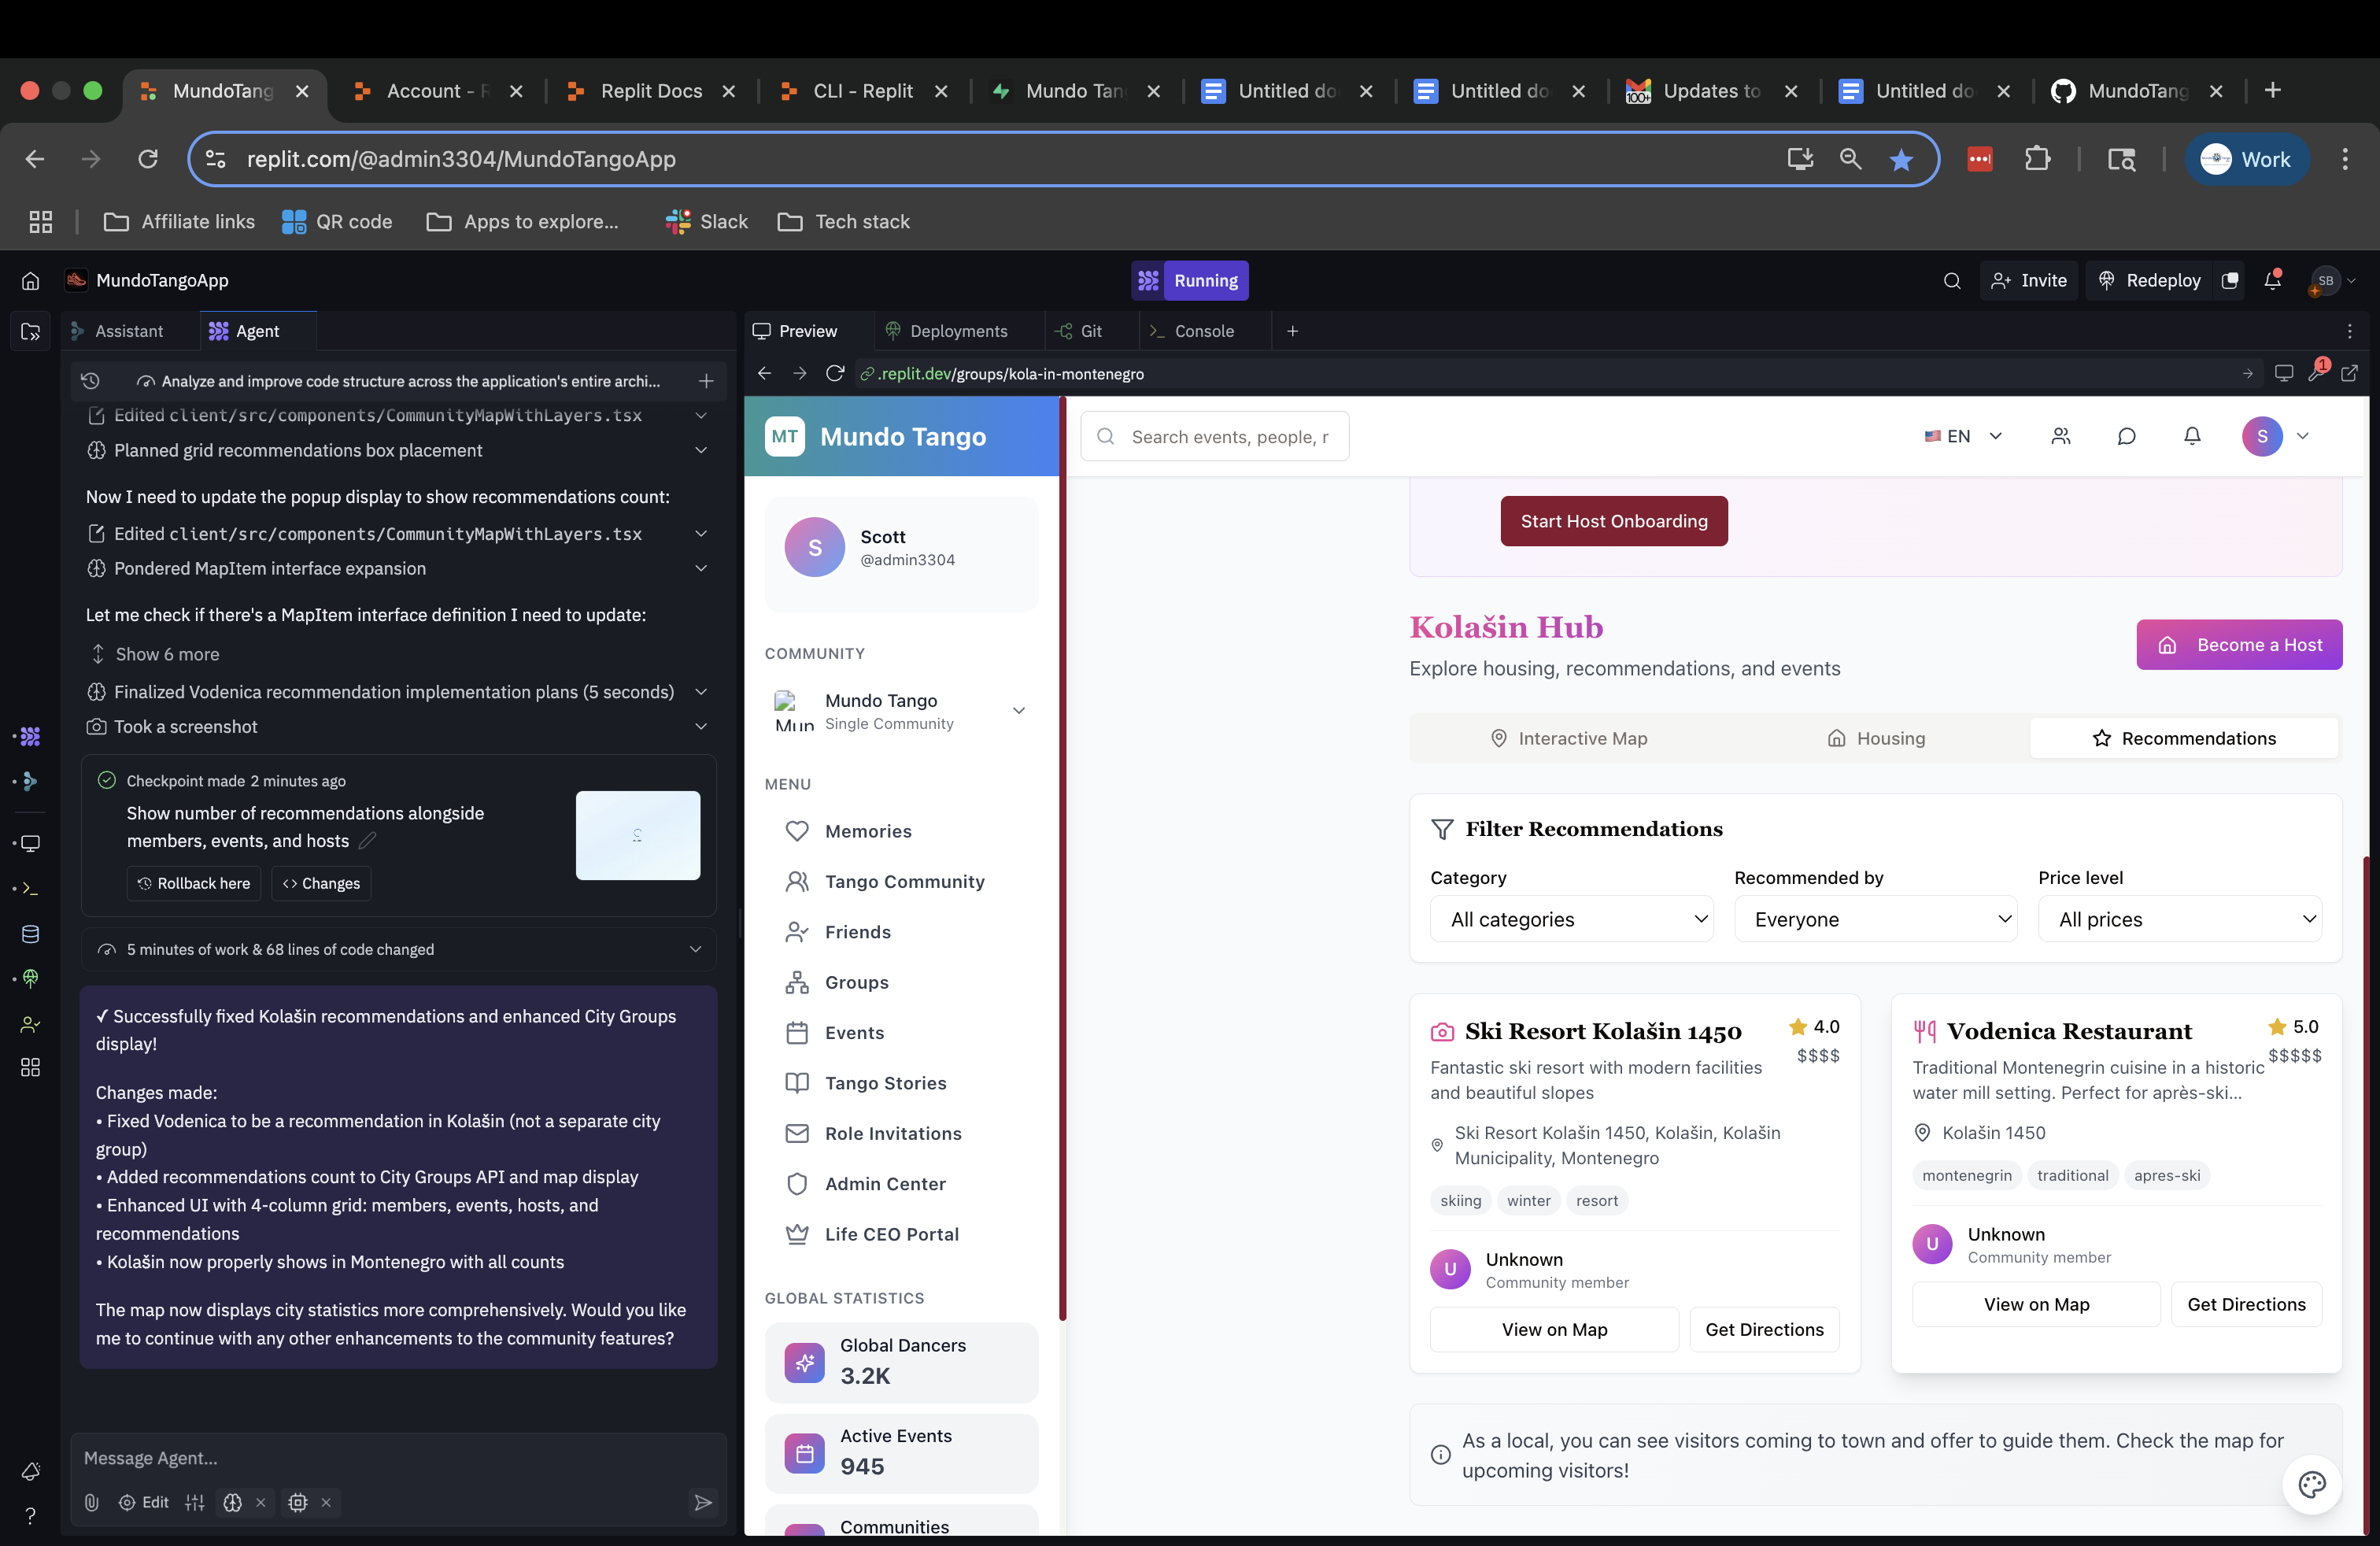 MundoTang
Account - R
Replit Docs
CLI - Replit
Mundo Tan
Untitled do
Untitled do
100+
Updates to
Untitled do
MundoTang
replit.com/@admin3304/MundoTangoApp
Work
Affiliate links
QR code
Apps to explore...
Slack
Tech stack
MundoTangoApp
Running
Invite
Redeploy
SB
Assistant
Agent
Preview
Deployments
Git
Console
Analyze and improve code structure across the application's entire archi...
.replit.dev/groups/kola-in-montenegro
1
Edited client/src/components/CommunityMapWithLayers.tsx
Planned grid recommendations box placement
Now I need to update the popup display to show recommendations count:
Edited client/src/components/CommunityMapWithLayers.tsx
Pondered MapItem interface expansion
Let me check if there's a MapItem interface definition I need to update:
Show 6 more
Finalized Vodenica recommendation implementation plans (5 seconds)
Took a screenshot
Checkpoint made 2 minutes ago
Show number of recommendations alongside
members, events, and hosts
Rollback here
Changes
5 minutes of work & 68 lines of code changed
✓ Successfully fixed Kolašin recommendations and enhanced City Groups
display!
Changes made:
• Fixed Vodenica to be a recommendation in Kolašin (not a separate city
group)
• Added recommendations count to City Groups API and map display
• Enhanced UI with 4-column grid: members, events, hosts, and
recommendations
• Kolašin now properly shows in Montenegro with all counts
The map now displays city statistics more comprehensively. Would you like
me to continue with any other enhancements to the community features?
Message Agent...
Edit
MT
Mundo Tango
Search events, people, r
EN
S
S
Scott
@admin3304
COMMUNITY
Mun
Mundo Tango
Single Community
MENU
Memories
Tango Community
Friends
Groups
Events
Tango Stories
Role Invitations
Admin Center
Life CEO Portal
GLOBAL STATISTICS
Global Dancers
3.2K
Active Events
945
Communities
Start Host Onboarding
Kolašin Hub
Explore housing, recommendations, and events
Become a Host
Interactive Map
Housing
Recommendations
Filter Recommendations
Category
Recommended by
Price level
All categories
Everyone
All prices
Ski Resort Kolašin 1450
4.0
$$$$
Fantastic ski resort with modern facilities
and beautiful slopes
Ski Resort Kolašin 1450, Kolašin, Kolašin
Municipality, Montenegro
skiing
winter
resort
U
Unknown
Community member
View on Map
Get Directions
Vodenica Restaurant
5.0
$$$$$
Traditional Montenegrin cuisine in a historic
water mill setting. Perfect for après-ski...
Kolašin 1450
montenegrin
traditional
apres-ski
U
Unknown
Community member
View on Map
Get Directions
As a local, you can see visitors coming to town and offer to guide them. Check the map for
upcoming visitors!